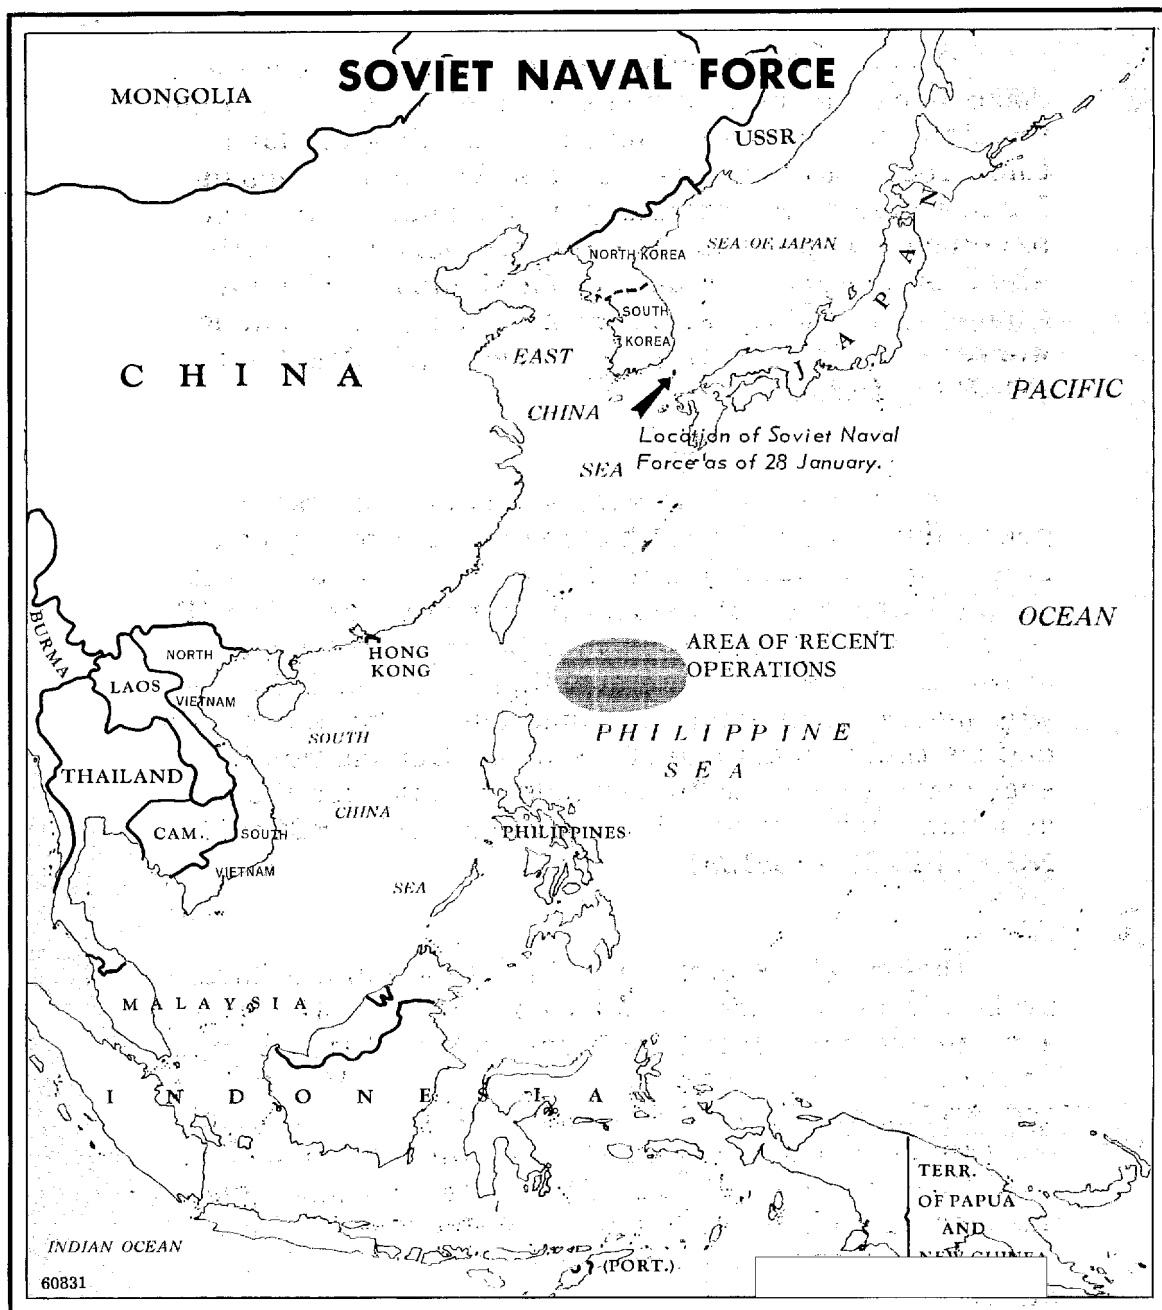 SOVIET NAVAL FORCE
MONGOLIA
USSR
NORTH KOREA
SEA OF JAPAN
JAPAN
SOUTH
KOREA
CHINA
EAST
CHINA
SEA
PACIFIC
OCEAN
Location of Soviet Naval
Force as of 28 January.
BURMA
NORTH
VIETNAM
LAOS
HONG
KONG
AREA OF RECENT
OPERATIONS
PHILIPPINE
SEA
SOUTH
CHINA
SEA
THAILAND
CAM.
SOUTH
VIETNAM
PHILIPPINES
MALAYSIA
INDONESIA
TERR.
OF PAPUA
AND
NEW GUINEA
INDIAN OCEAN
(PORT.)
60831